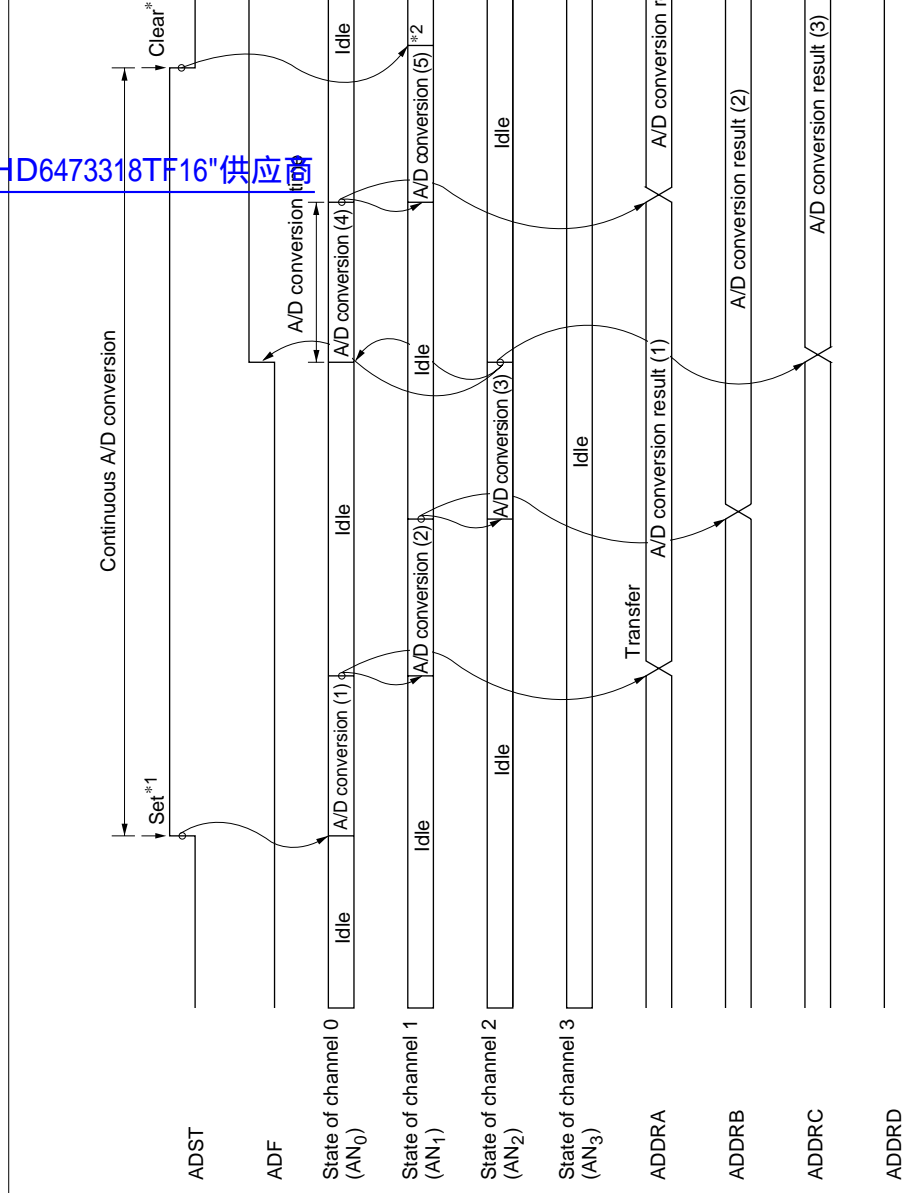 Continuous A/D conversion
Set*1
Clear*
ADST
ADF
A/D conversion time
State of channel 0
(AN0)
Idle
A/D conversion (1)
Idle
A/D conversion (4)
Idle
State of channel 1
(AN1)
Idle
A/D conversion (2)
Idle
A/D conversion (5)
*2
State of channel 2
(AN2)
Idle
A/D conversion (3)
Idle
State of channel 3
(AN3)
Idle
Transfer
ADDRA
A/D conversion result (1)
A/D conversion r
ADDRB
A/D conversion result (2)
ADDRC
A/D conversion result (3)
ADDRD
HD6473318TF16"供应商